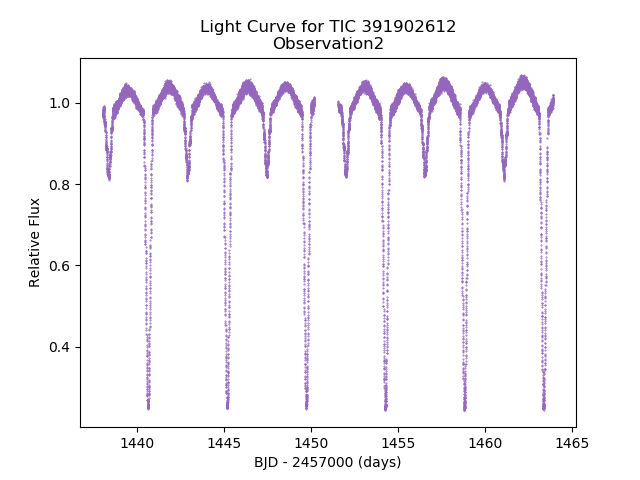 Light Curve for TIC 391902612
Observation2
Relative Flux
1.0
0.8
0.6
0.4
1440 1445 1450 1455 1460 1465
BJD - 2457000 (days)